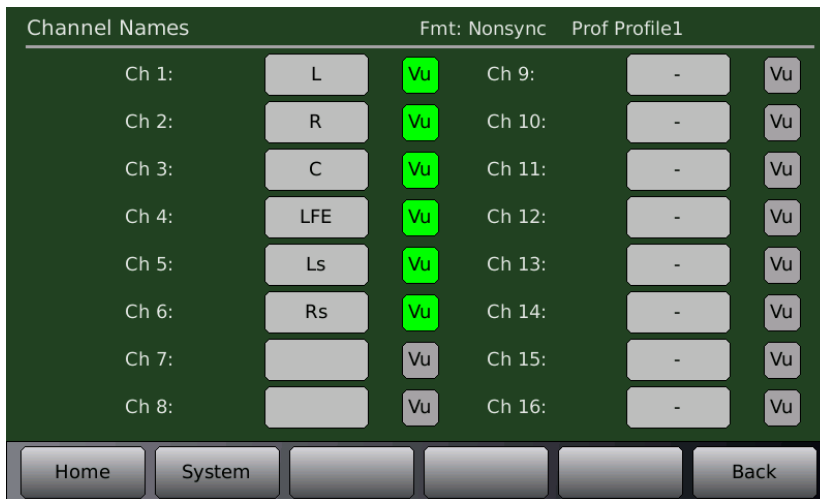 Channel Names Fmt: Nonsync Prof Profile1
Ch 1: L Vu Ch 9: - Vu
Ch 2: R Vu Ch 10: - Vu
Ch 3: C Vu Ch 11: - Vu
Ch 4: LFE Vu Ch 12: - Vu
Ch 5: Ls Vu Ch 13: - Vu
Ch 6: Rs Vu Ch 14: - Vu
Ch 7: Vu Ch 15: - Vu
Ch 8: Vu Ch 16: - Vu
Home System Back